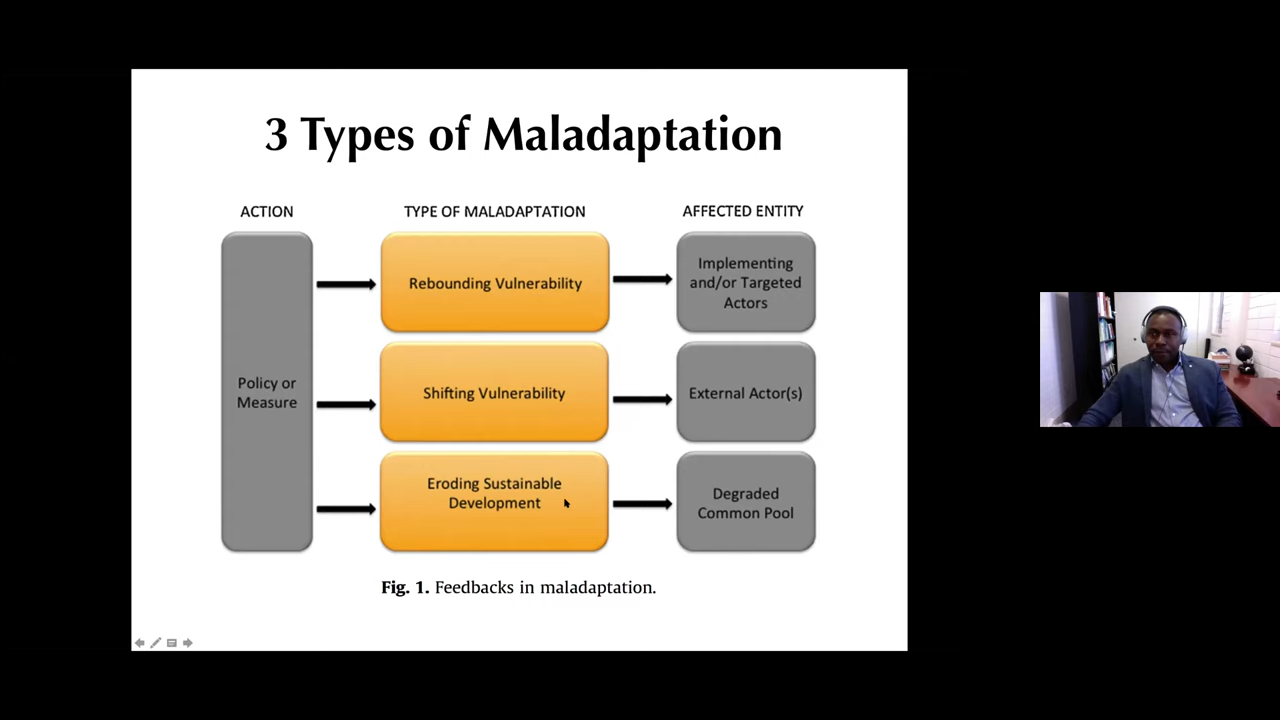 3 Types of Maladaptation
ACTION
TYPE OF MALADAPTATION
AFFECTED ENTITY
Policy or
Measure
Rebounding Vulnerability
Implementing
and/or Targeted
Actors
Shifting Vulnerability
External Actor(s)
Eroding Sustainable
Development
Degraded
Common Pool
Fig. 1. Feedbacks in maladaptation.